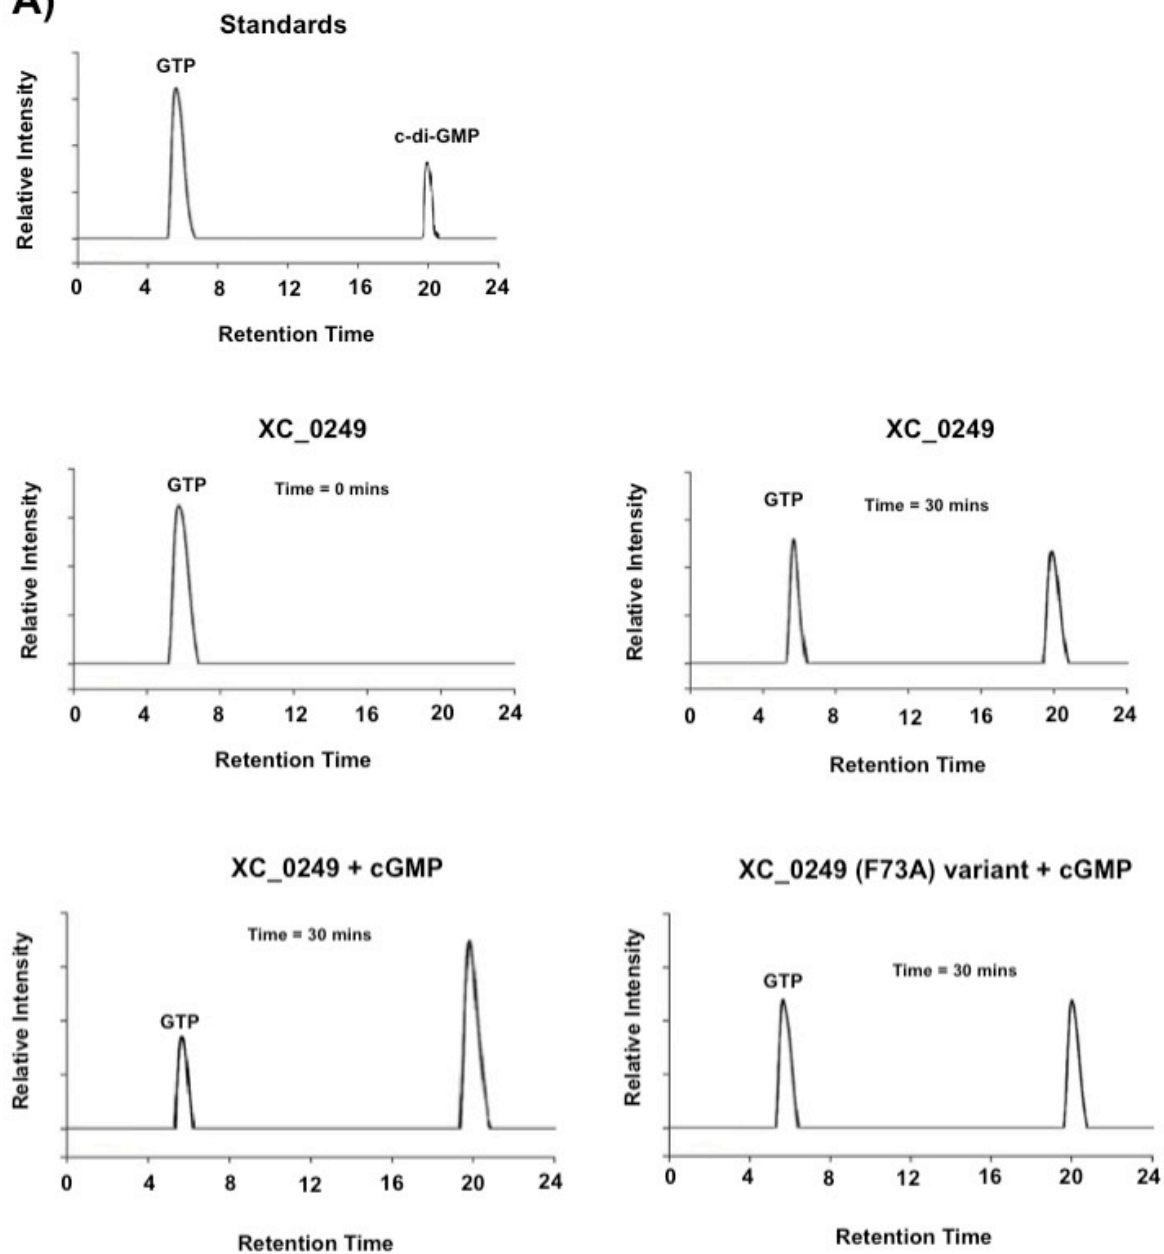 A)
Standards
GTP
c-di-GMP
Relative Intensity
0 4 8 12 16 20 24
Retention Time
XC_0249
GTP
Time = 0 mins
Relative Intensity
0 4 8 12 16 20 24
Retention Time
XC_0249
GTP
Time = 30 mins
Relative Intensity
0 4 8 12 16 20 24
Retention Time
XC_0249 + cGMP
Time = 30 mins
GTP
Relative Intensity
0 4 8 12 16 20 24
Retention Time
XC_0249 (F73A) variant + cGMP
Time = 30 mins
GTP
Relative Intensity
0 4 8 12 16 20 24
Retention Time